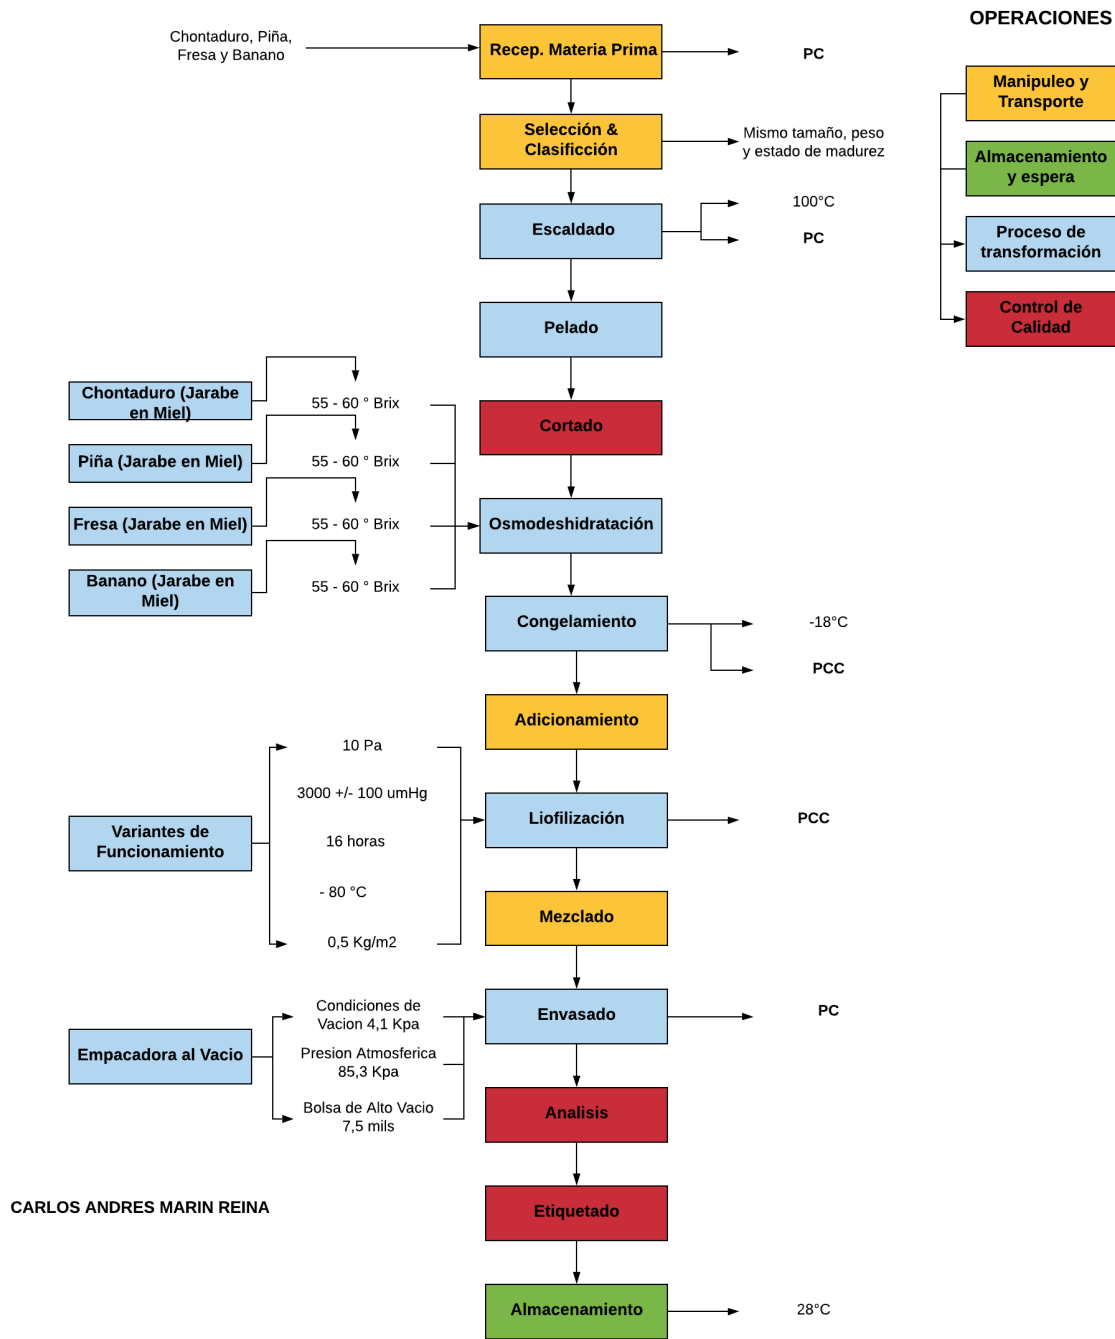 OPERACIONES
Manipuleo y
Transporte
Almacenamiento
y espera
Proceso de
transformación
Control de
Calidad
Chontaduro, Piña,
Fresa y Banano
Recep. Materia Prima
PC
Selección &
Clasificción
Mismo tamaño, peso
y estado de madurez
Escaldado
100°C
PC
Pelado
Chontaduro (Jarabe
en Miel)
55 - 60 ° Brix
Cortado
Piña (Jarabe en Miel)
55 - 60 ° Brix
Fresa (Jarabe en Miel)
55 - 60 ° Brix
Osmodeshidratación
Banano (Jarabe en
Miel)
55 - 60 ° Brix
Congelamiento
-18°C
PCC
Adicionamiento
Variantes de
Funcionamiento
10 Pa
3000 +/- 100 umHg
16 horas
- 80 °C
0,5 Kg/m2
Liofilización
PCC
Mezclado
Empacadora al Vacio
Condiciones de
Vacion 4,1 Kpa
Presion Atmosferica
85,3 Kpa
Bolsa de Alto Vacio
7,5 mils
Envasado
PC
Analisis
CARLOS ANDRES MARIN REINA
Etiquetado
Almacenamiento
28°C